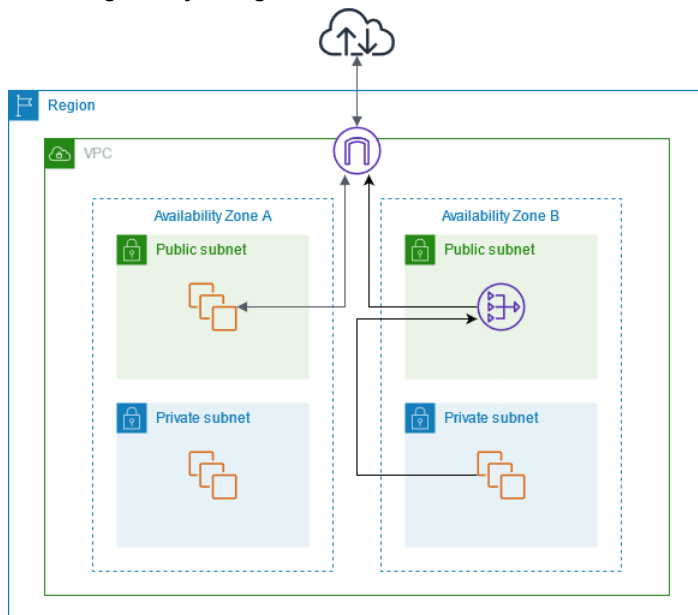 Region
VPC
Availability Zone A
Availability Zone B
Public subnet
Public subnet
Private subnet
Private subnet